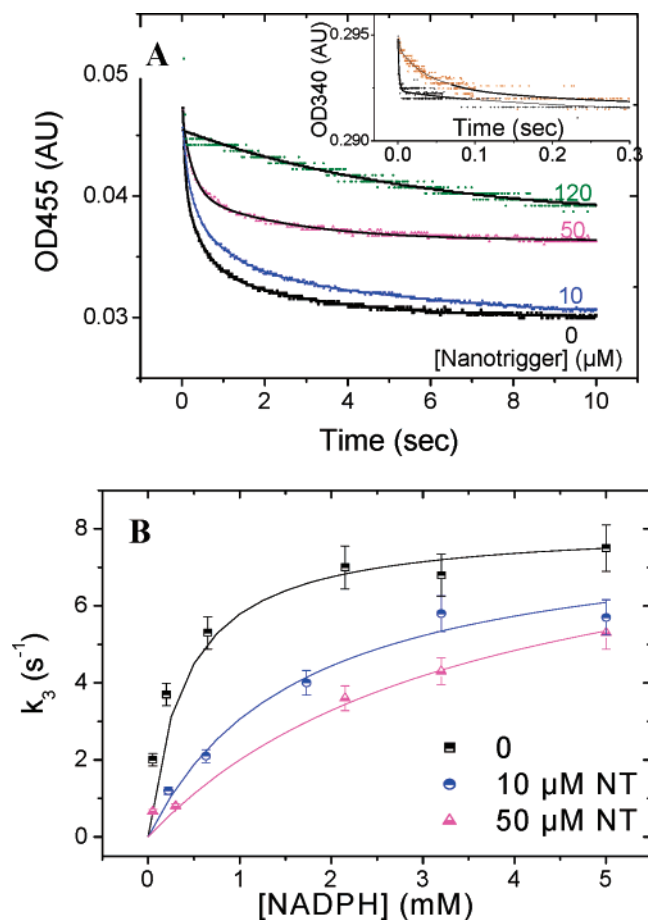 A
OD455 (AU)
0.05
0.04
0.03
0 2 4 6 8 10
Time (sec)
120
50
10
0
[Nanotrigger] (µM)
OD340 (AU)
0.295
0.290
0.0 0.1 0.2 0.3
Time (sec)
B
k3 (s-1)
8
6
4
2
0
0 1 2 3 4 5
[NADPH] (mM)
0
10 µM NT
50 µM NT